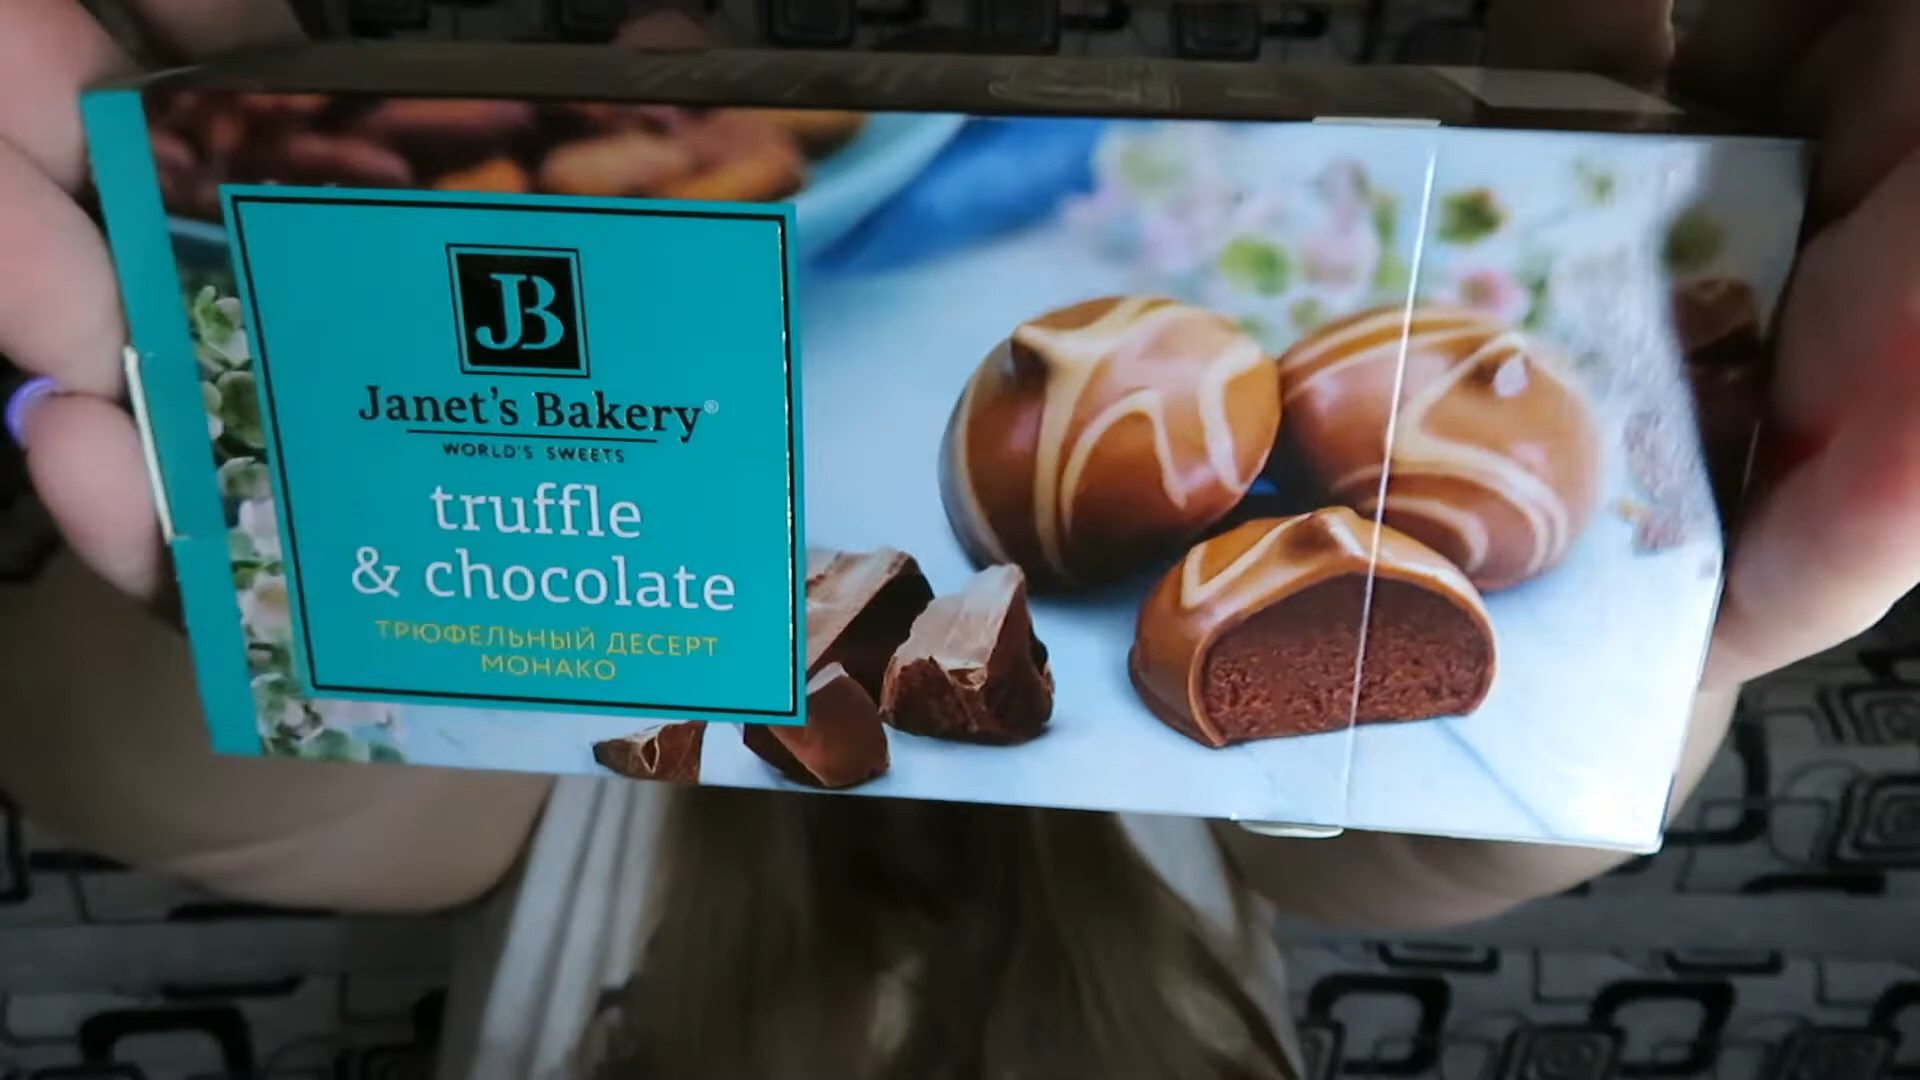 JB
Janet's Bakery®
WORLD'S SWEETS
truffle
& chocolate
ТРЮФЕЛЬНЫЙ ДЕСЕРТ
МОНАКО